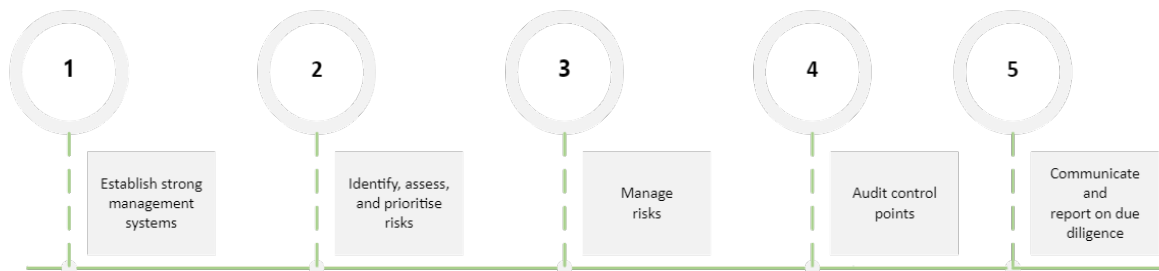 1
2
3
4
5
Establish strong
management
systems
Identify, assess,
and prioritise
risks
Manage
risks
Audit control
points
Communicate
and
report on due
diligence